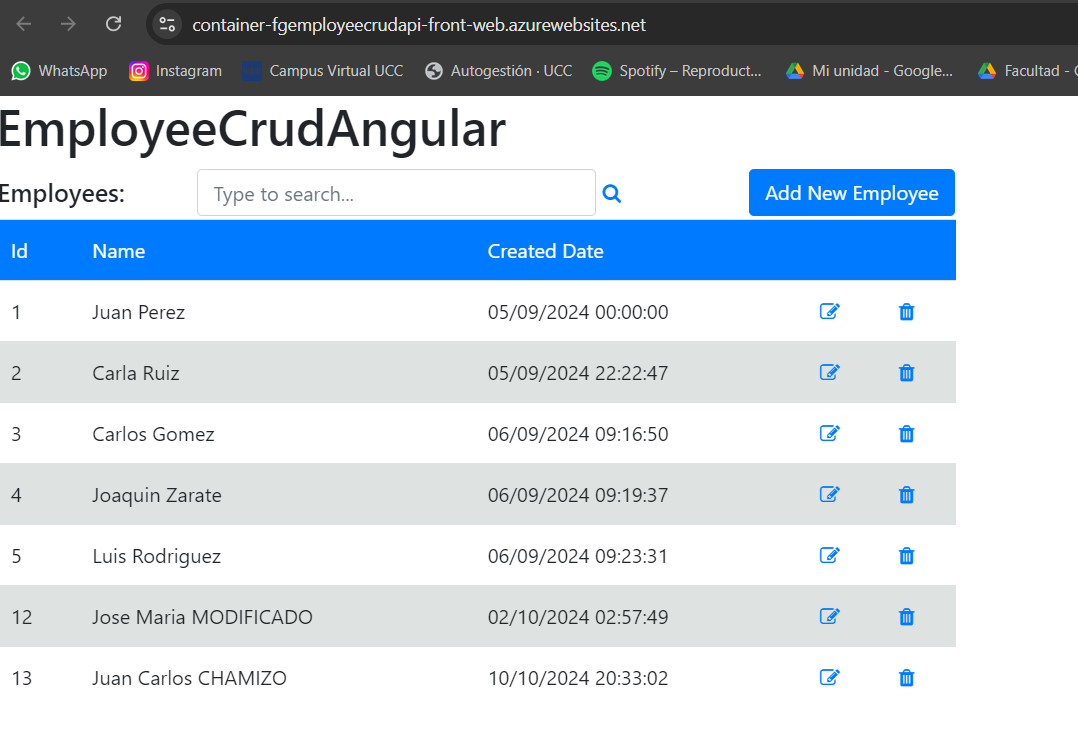 container-fgemployeecrudapi-front-web.azurewebsites.net
WhatsApp Instagram Campus Virtual UCC Autogestión · UCC Spotify – Reproduct... Mi unidad - Google... Facultad -
EmployeeCrudAngular
Employees: Type to search... Add New Employee
Id Name Created Date
1 Juan Perez 05/09/2024 00:00:00
2 Carla Ruiz 05/09/2024 22:22:47
3 Carlos Gomez 06/09/2024 09:16:50
4 Joaquin Zarate 06/09/2024 09:19:37
5 Luis Rodriguez 06/09/2024 09:23:31
12 Jose Maria MODIFICADO 02/10/2024 02:57:49
13 Juan Carlos CHAMIZO 10/10/2024 20:33:02